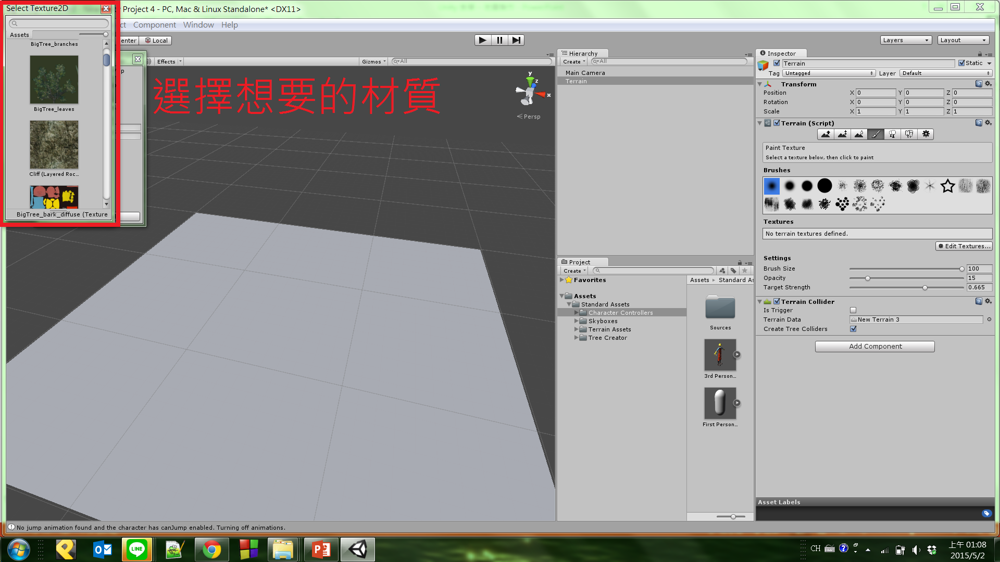 Select Texture2D
y Project 4 - PC, Mac & Linux Standalone* <DX11>
ct Component Window Help
Assets
enter Local
Layers Layout
BigTree_branches
BigTree_leaves
Cliff (Layered Roc...
BigTree_bark_diffuse (Texture
Effects Gizmos All
選擇想要的材質
y
z
x
Persp
Hierarchy
Create All
Main Camera
Terrain
Project
Create
Favorites
Assets
Standard Assets
Character Controllers
Skyboxes
Terrain Assets
Tree Creator
Assets Standard As
Sources
3rd Person...
First Person...
Inspector
Terrain Static
Tag Untagged Layer Default
Transform
Position X 0 Y 0 Z 0
Rotation X 0 Y 0 Z 0
Scale X 1 Y 1 Z 1
Terrain (Script)
Paint Texture
Select a texture below, then click to paint
Brushes
Textures
No terrain textures defined.
Edit Textures...
Settings
Brush Size 100
Opacity 15
Target Strength 0.665
Terrain Collider
Is Trigger
Terrain Data New Terrain 3
Create Tree Colliders
Add Component
Asset Labels
No jump animation found and the character has canJump enabled. Turning off animations.
LINE
CH
上午 01:08
2015/5/2